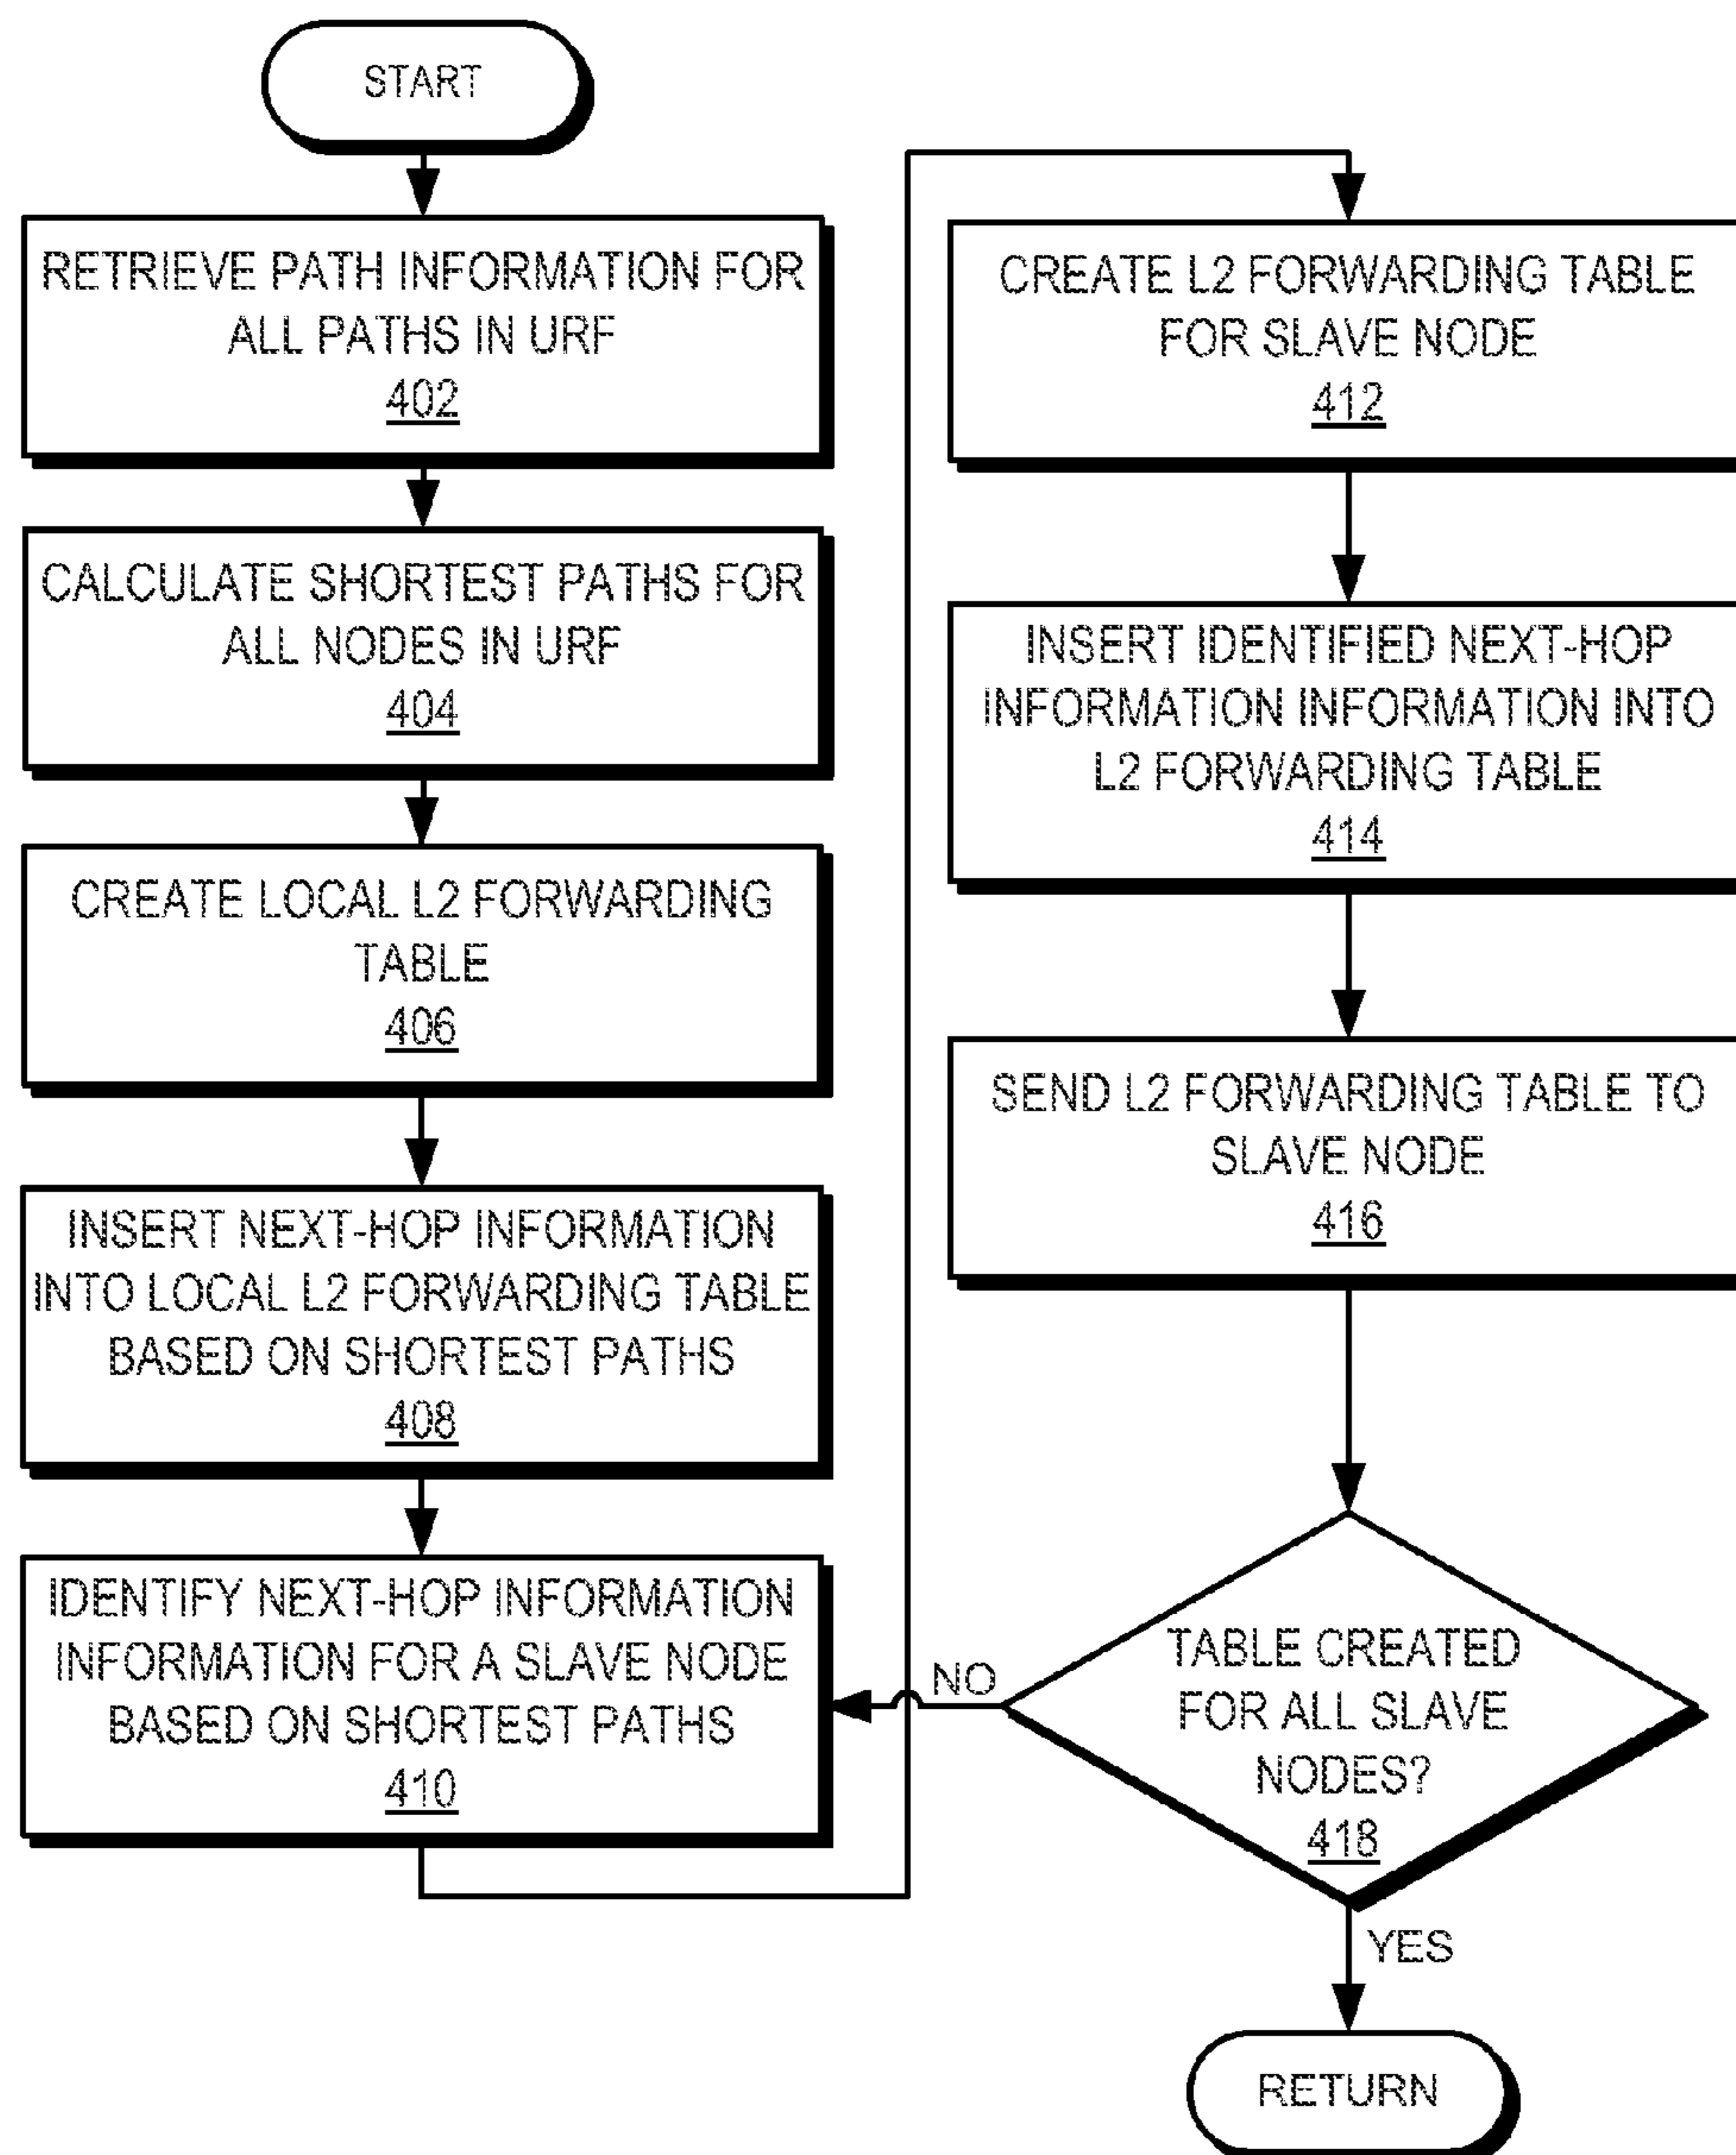 START
RETRIEVE PATH INFORMATION FOR
ALL PATHS IN URF
402
CALCULATE SHORTEST PATHS FOR
ALL NODES IN URF
404
CREATE LOCAL L2 FORWARDING
TABLE
406
INSERT NEXT-HOP INFORMATION
INTO LOCAL L2 FORWARDING TABLE
BASED ON SHORTEST PATHS
408
IDENTIFY NEXT-HOP INFORMATION
INFORMATION FOR A SLAVE NODE
BASED ON SHORTEST PATHS
410
CREATE L2 FORWARDING TABLE
FOR SLAVE NODE
412
INSERT IDENTIFIED NEXT-HOP
INFORMATION INFORMATION INTO
L2 FORWARDING TABLE
414
SEND L2 FORWARDING TABLE TO
SLAVE NODE
416
TABLE CREATED
FOR ALL SLAVE
NODES?
418
NO
YES
RETURN